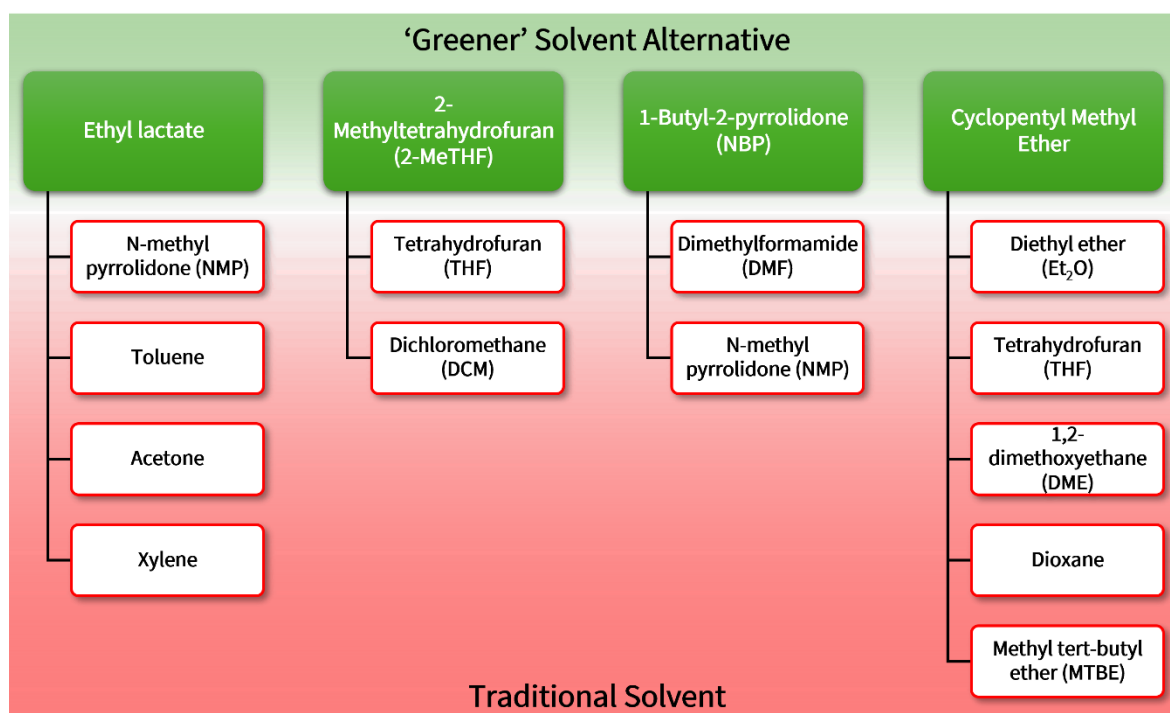 ‘Greener’ Solvent Alternative
Ethyl lactate
2-
Methyltetrahydrofuran
(2-MeTHF)
1-Butyl-2-pyrrolidone
(NBP)
Cyclopentyl Methyl
Ether
N-methyl
pyrrolidone (NMP)
Toluene
Acetone
Xylene
Tetrahydrofuran
(THF)
Dichloromethane
(DCM)
Dimethylformamide
(DMF)
N-methyl
pyrrolidone (NMP)
Diethyl ether
(Et₂O)
Tetrahydrofuran
(THF)
1,2-
dimethoxyethane
(DME)
Dioxane
Methyl tert-butyl
ether (MTBE)
Traditional Solvent